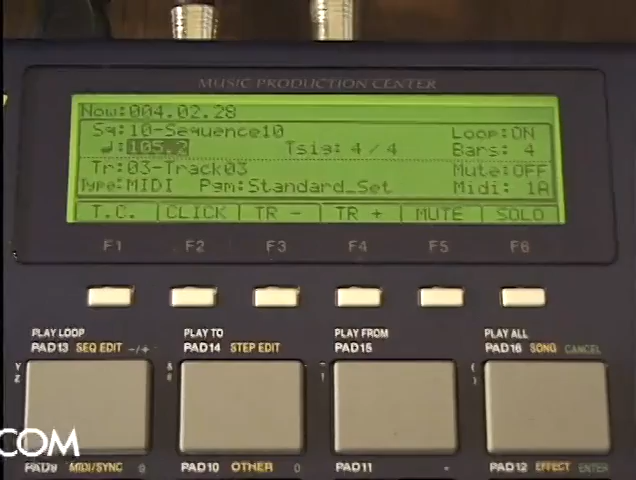 MUSIC PRODUCTION CENTER
Now:004.02.28
Sq:10-Sequence10 Loop:ON
♩:105.2 Tsig: 4/4 Bars: 4
Tr:03-Track03 Mute:OFF
Type:MIDI Pgm:Standard_Set Midi: 1A
T.C. CLICK TR - TR + MUTE SOLO
F1 F2 F3 F4 F5 F6
PLAY LOOP PLAY TO PLAY FROM PLAY ALL
PAD13 SEQ EDIT -/+ PAD14 STEP EDIT PAD15 PAD16 SONG CANCEL
COM
PAD9 MIDI/SYNC 9 PAD10 OTHER 0 PAD11 PAD12 EFFECT ENTER